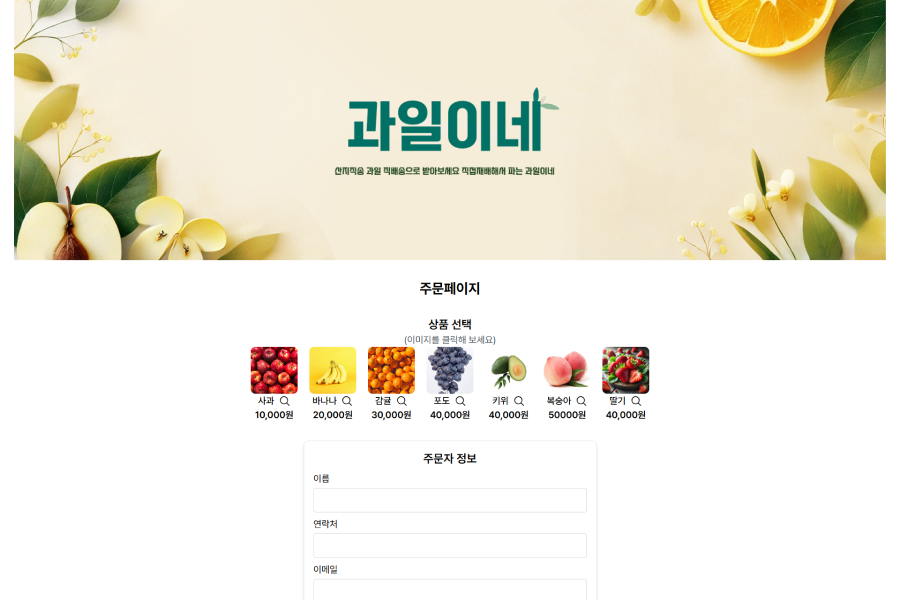 과일이네
산지직송 과일 직배송으로 받아보세요 직접재배해서 파는 과일이네
주문페이지
상품 선택
(이미지를 클릭해 보세요)
사과 바나나 감귤 포도 키위 복숭아 딸기
10,000원 20,000원 30,000원 40,000원 40,000원 50000원 40,000원
주문자 정보
이름
연락처
이메일